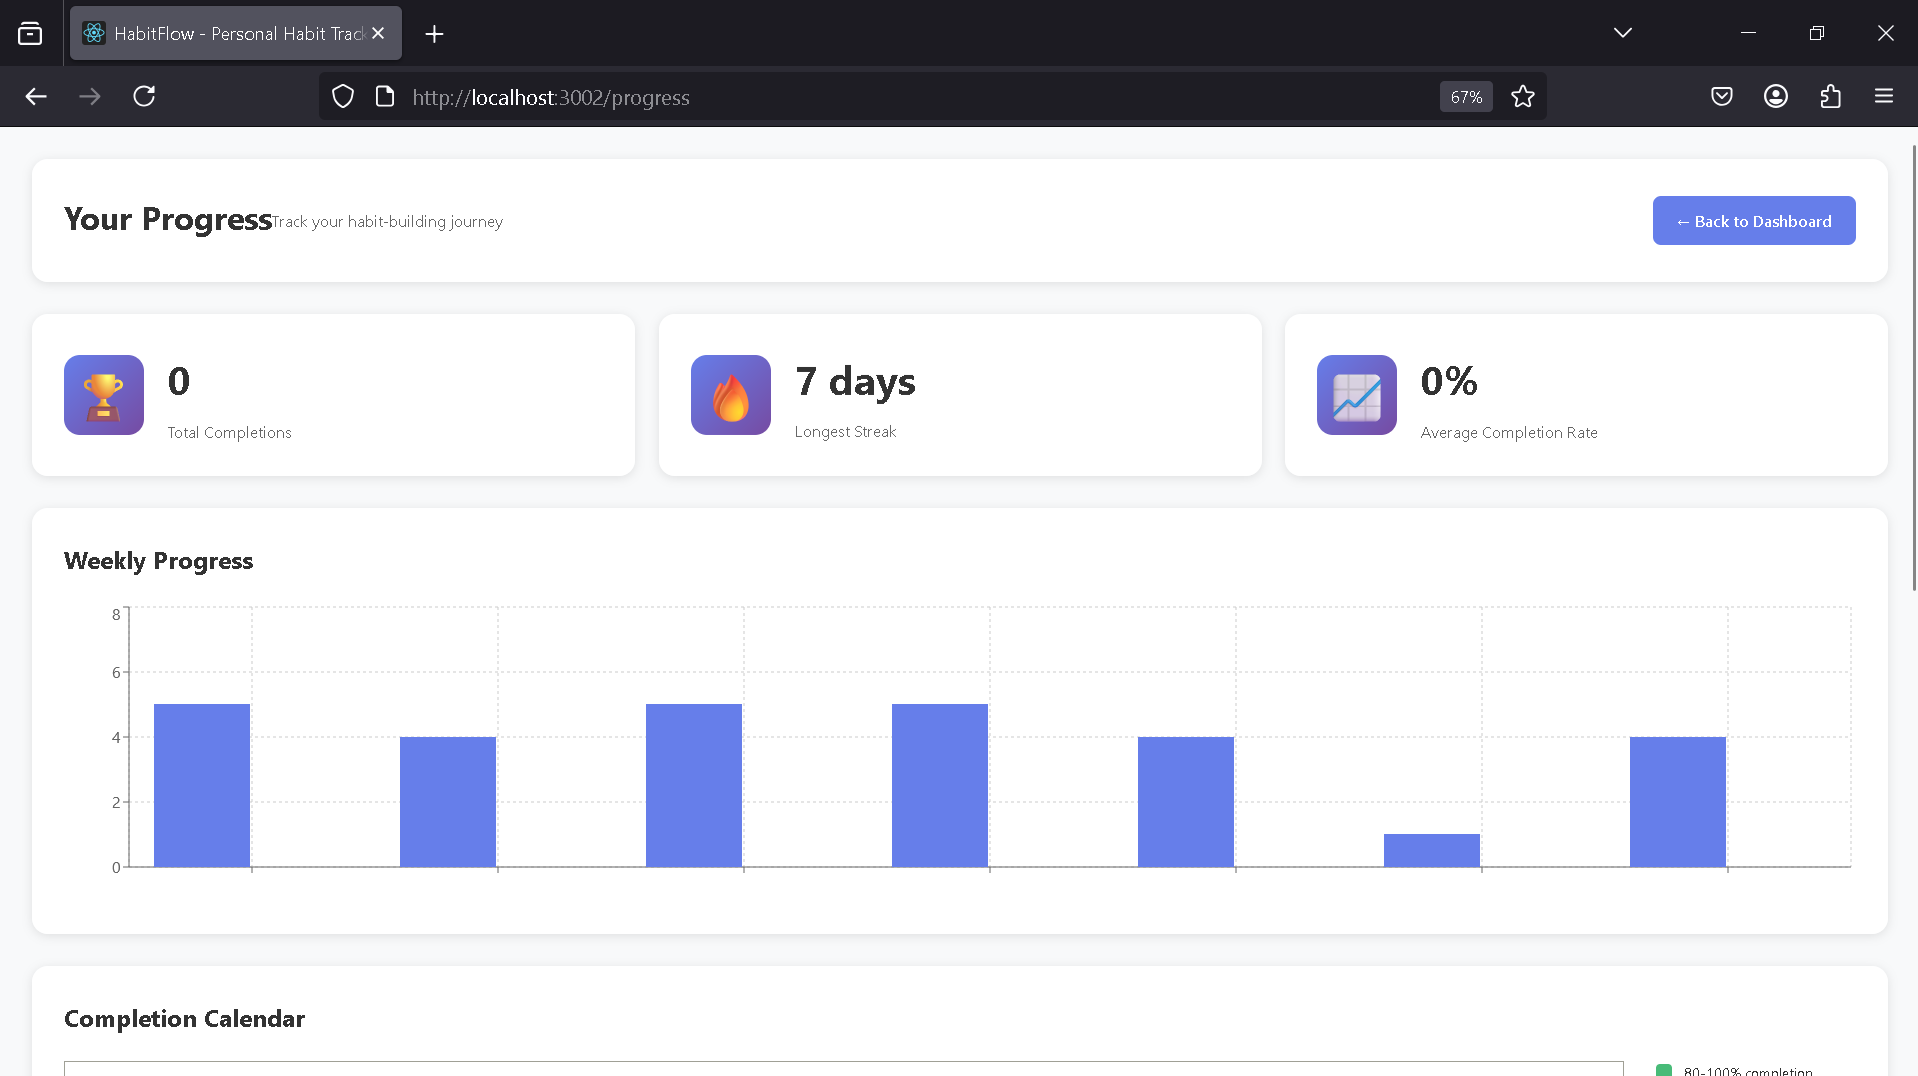 HabitFlow - Personal Habit Trac
http://localhost:3002/progress
67%
Your Progress
Track your habit-building journey
← Back to Dashboard
0
Total Completions
7 days
Longest Streak
0%
Average Completion Rate
Weekly Progress
8
6
4
2
0
Completion Calendar
80-100% completion